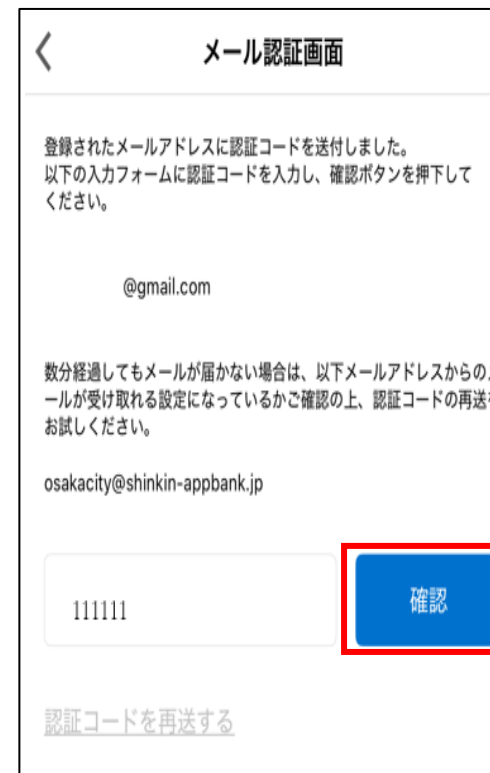 メール認証画面
登録されたメールアドレスに認証コードを送付しました。
以下の入力フォームに認証コードを入力し、確認ボタンを押下して
ください。
@gmail.com
数分経過してもメールが届かない場合は、以下メールアドレスからの
ールが受け取れる設定になっているかご確認の上、認証コードの再送
お試しください。
osakacity@shinkin-appbank.jp
111111
確認
認証コードを再送する